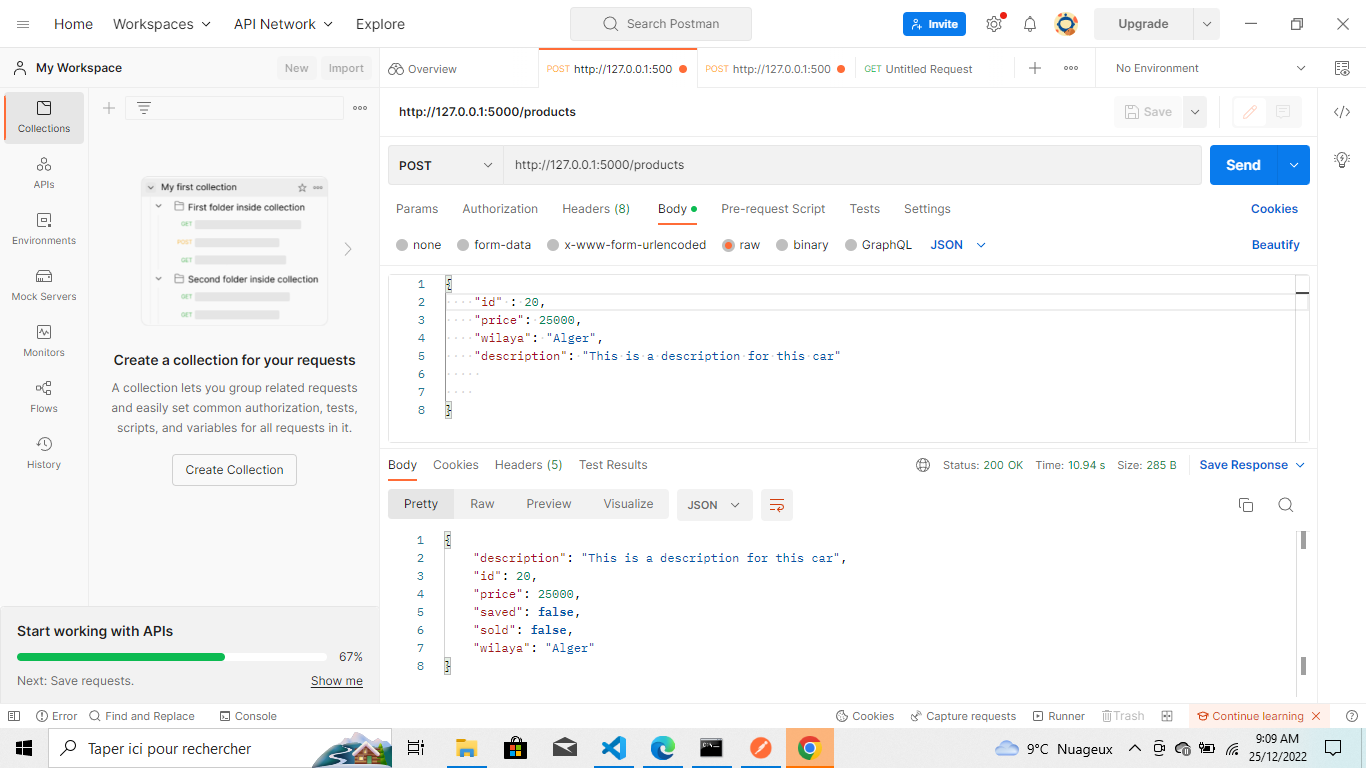 Home Workspaces API Network Explore Search Postman Invite Upgrade
My Workspace New Import Overview POST http://127.0.0.1:500 POST http://127.0.0.1:500 GET Untitled Request No Environment
Collections
APIs
Environments
Mock Servers
Monitors
Flows
History
My first collection
First folder inside collection
GET
POST
GET
Second folder inside collection
GET
GET
Create a collection for your requests
A collection lets you group related requests
and easily set common authorization, tests,
scripts, and variables for all requests in it.
Create Collection
Start working with APIs
67%
Next: Save requests. Show me
http://127.0.0.1:5000/products Save
POST http://127.0.0.1:5000/products Send
Params Authorization Headers (8) Body Pre-request Script Tests Settings Cookies
none form-data x-www-form-urlencoded raw binary GraphQL JSON Beautify
1 {
2 "id" : 20,
3 "price": 25000,
4 "wilaya": "Alger",
5 "description": "This is a description for this car"
6
7
8 }
Body Cookies Headers (5) Test Results Status: 200 OK Time: 10.94 s Size: 285 B Save Response
Pretty Raw Preview Visualize JSON
1 {
2 "description": "This is a description for this car",
3 "id": 20,
4 "price": 25000,
5 "saved": false,
6 "sold": false,
7 "wilaya": "Alger"
8 }
Error Find and Replace Console Cookies Capture requests Runner Trash Continue learning
Taper ici pour rechercher 9°C Nuageux 9:09 AM
25/12/2022